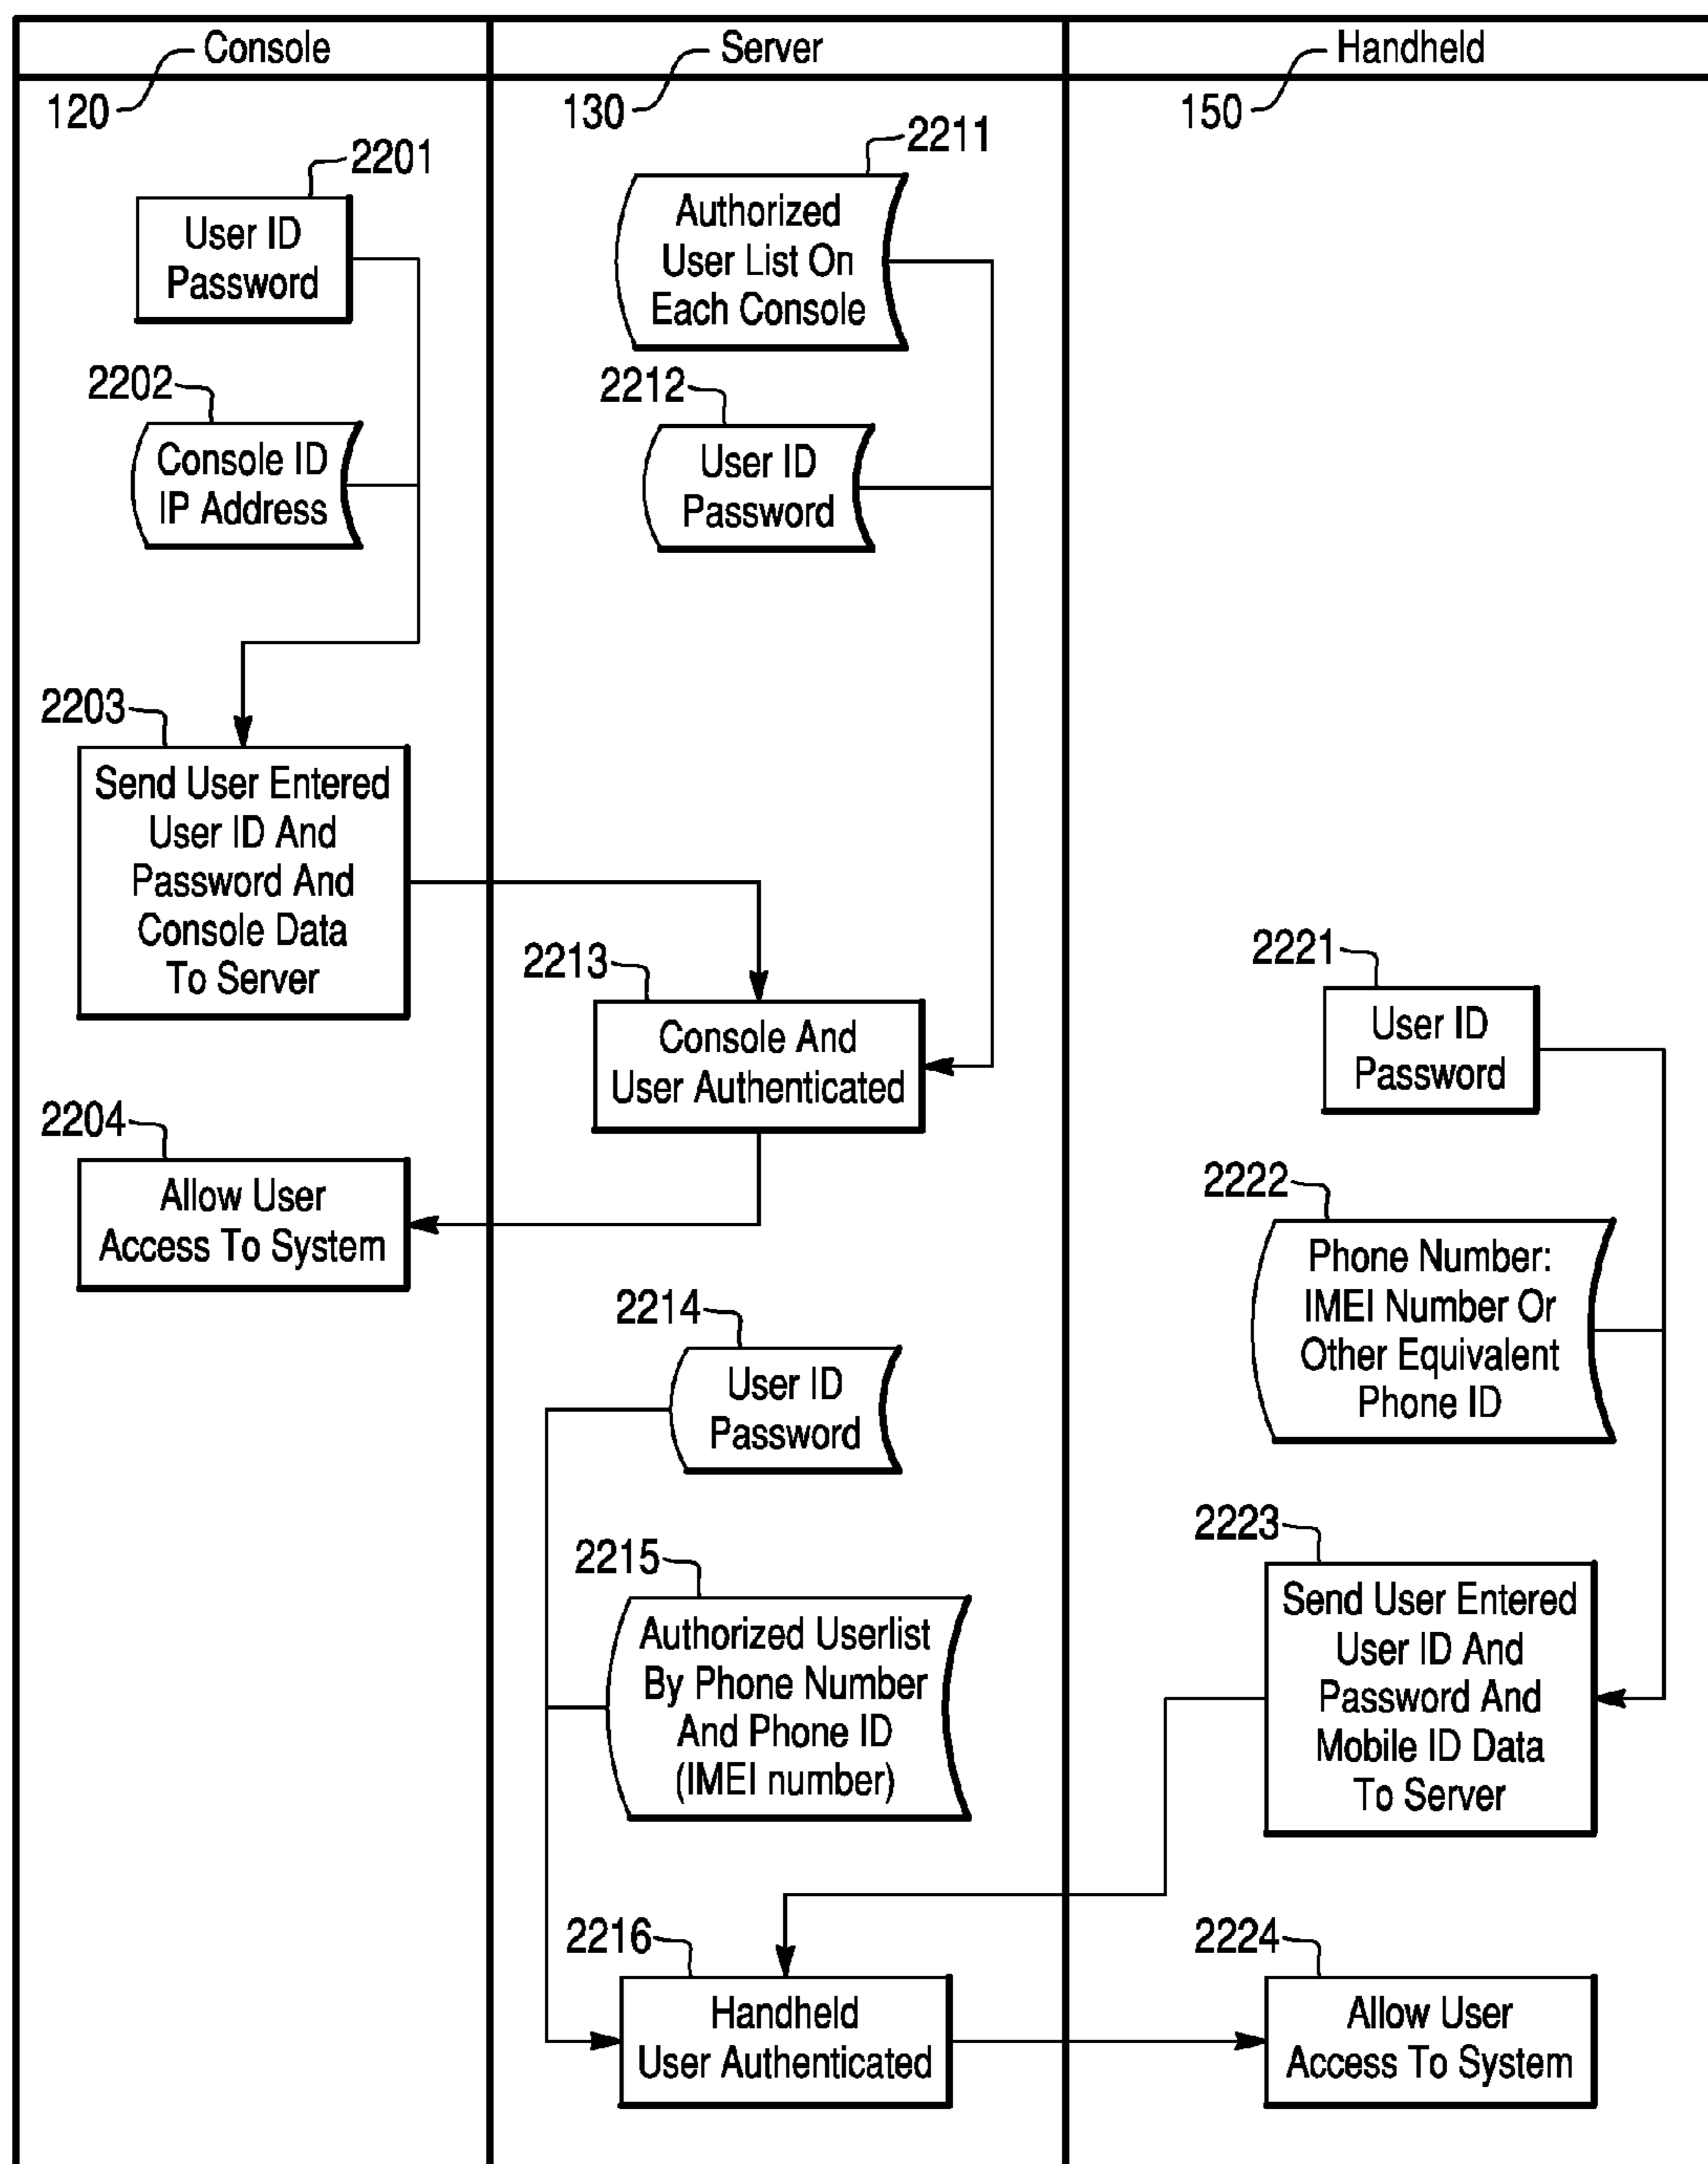 Console
Server
Handheld
120
130
150
2201
User ID
Password
2202
Console ID
IP Address
2203
Send User Entered
User ID And
Password And
Console Data
To Server
2204
Allow User
Access To System
2211
Authorized
User List On
Each Console
2212
User ID
Password
2213
Console And
User Authenticated
2214
User ID
Password
2215
Authorized Userlist
By Phone Number
And Phone ID
(IMEI number)
2216
Handheld
User Authenticated
2221
User ID
Password
2222
Phone Number:
IMEI Number Or
Other Equivalent
Phone ID
2223
Send User Entered
User ID And
Password And
Mobile ID Data
To Server
2224
Allow User
Access To System